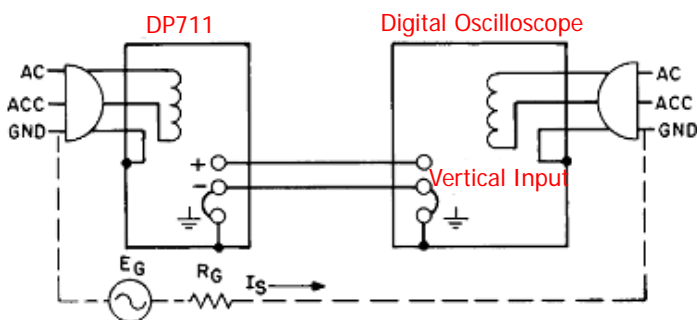 DP711
Digital Oscilloscope
AC
ACC
GND
AC
ACC
GND
+
−
Vertical Input
EG
RG
IS